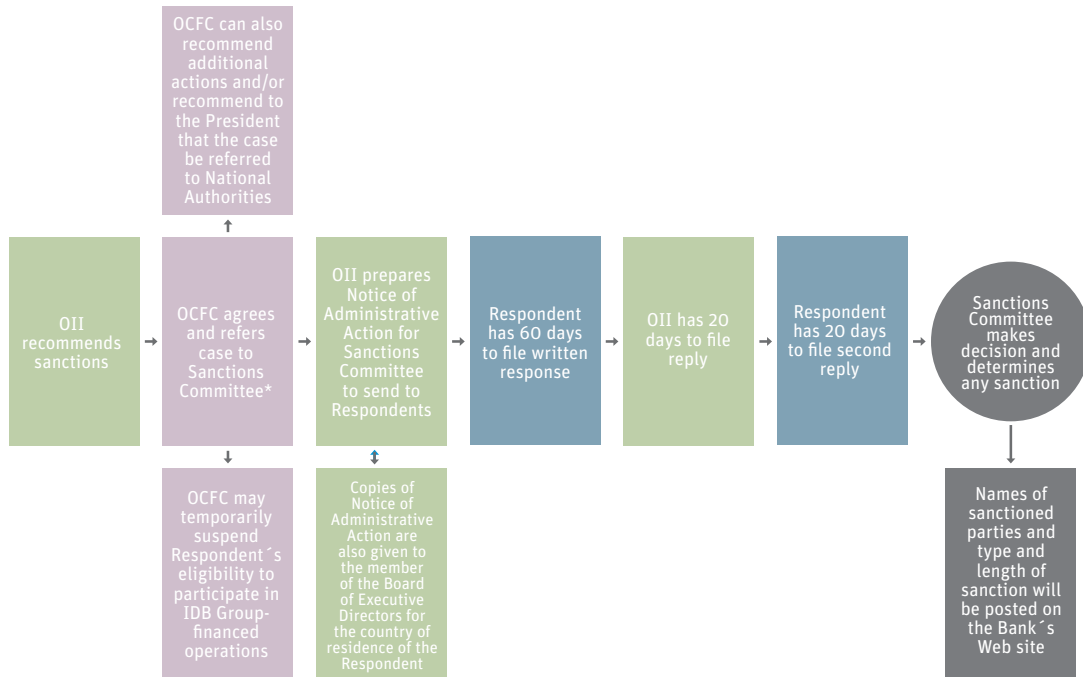 OCFC can also
recommend
additional
actions and/or
recommend to
the President
that the case
be referred
to National
Authorities
OII
recommends
sanctions
OCFC agrees
and refers
case to
Sanctions
Committee*
OII prepares
Notice of
Administrative
Action for
Sanctions
Committee
to send to
Respondents
Respondent
has 60 days
to file written
response
OII has 20
days to file
reply
Respondent
has 20 days
to file second
reply
Sanctions
Committee
makes
decision and
determines
any sanction
OCFC may
temporarily
suspend
Respondent´s
eligibility to
participate in
IDB Group-
financed
operations
Copies of
Notice of
Administrative
Action are
also given to
the member
of the Board
of Executive
Directors for
the country of
residence of the
Respondent
Names of
sanctioned
parties and
type and
length of
sanction will
be posted on
the Bank´s
Web site